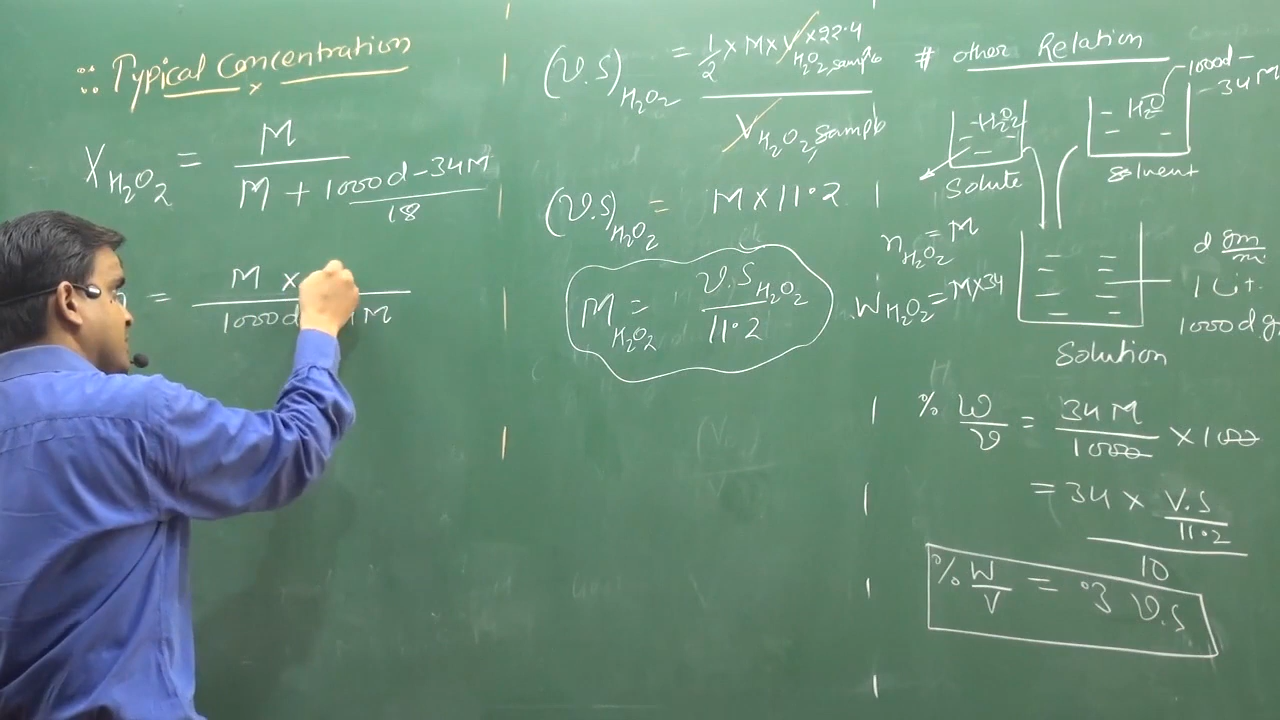 :: Typical Concentration
X H₂O₂ = M / M + 1000d-34M / 18
= M × / 1000d M
(V.S) H₂O₂ = 1/2 × M × V H₂O₂, sample × 22.4 / V H₂O₂, sample
(V.S) H₂O₂ = M × 11.2
M H₂O₂ = V.S H₂O₂ / 11.2
# other Relation
H₂O₂
Solute
H₂O
1000d -
34M
solvent
n H₂O₂ = M
W H₂O₂ = M×34
d gm/ml
1 Lit.
1000d g
Solution
% W/V = 34M / 1000 × 100
= 34 × V.S / 11.2 / 10
% W/V = .3 V.S